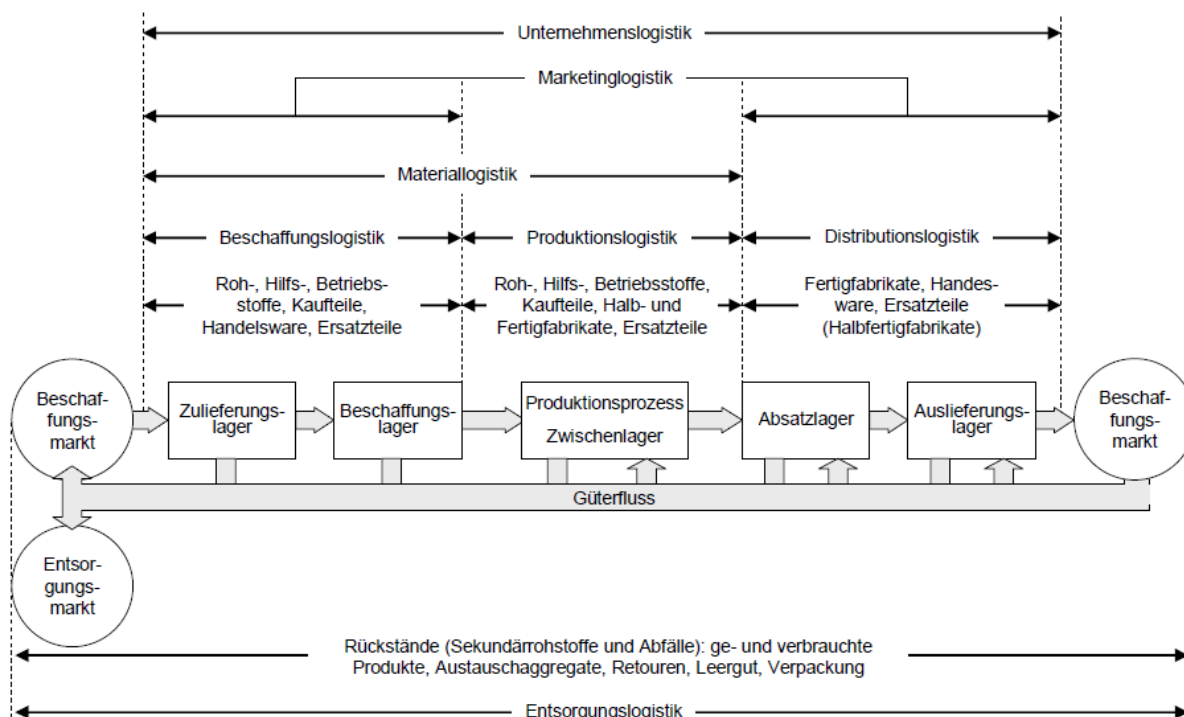 Unternehmenslogistik
Marketinglogistik
Materiallogistik
Beschaffungslogistik
Produktionslogistik
Distributionslogistik
Roh-, Hilfs-, Betriebs-
stoffe, Kaufteile,
Handelsware, Ersatzteile
Roh-, Hilfs-, Betriebsstoffe,
Kaufteile, Halb- und
Fertigfabrikate, Ersatzteile
Fertigfabrikate, Handes-
ware, Ersatzteile
(Halbfertigfabrikate)
Beschaf-
fungs-
markt
Zulieferungs-
lager
Beschaffungs-
lager
Produktionsprozess
Zwischenlager
Absatzlager
Auslieferungs-
lager
Beschaf-
fungs-
markt
Güterfluss
Entsor-
gungs-
markt
Rückstände (Sekundärrohstoffe und Abfälle): ge- und verbrauchte
Produkte, Austauschaggregate, Retouren, Leergut, Verpackung
Entsorgungslogistik